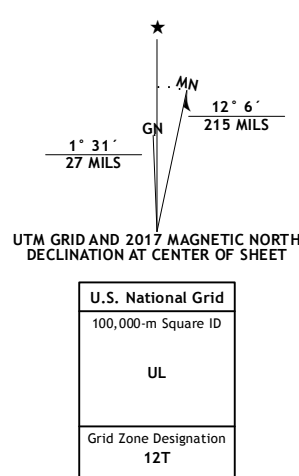 ★
MN
GN
12° 6´
215 MILS
1° 31´
27 MILS
UTM GRID AND 2017 MAGNETIC NORTH
DECLINATION AT CENTER OF SHEET
U.S. National Grid
100,000-m Square ID
UL
Grid Zone Designation
12T